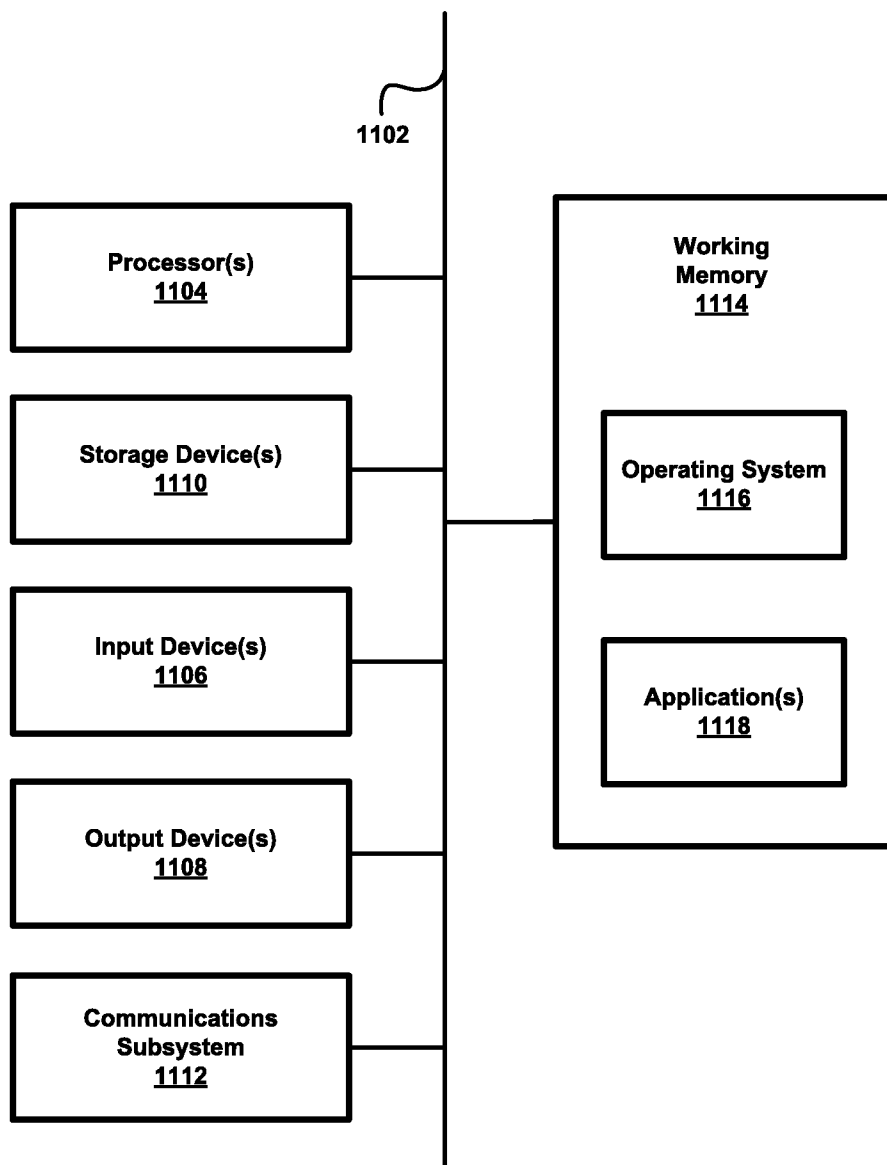 1102
Processor(s)
1104
Storage Device(s)
1110
Input Device(s)
1106
Output Device(s)
1108
Communications
Subsystem
1112
Working
Memory
1114
Operating System
1116
Application(s)
1118